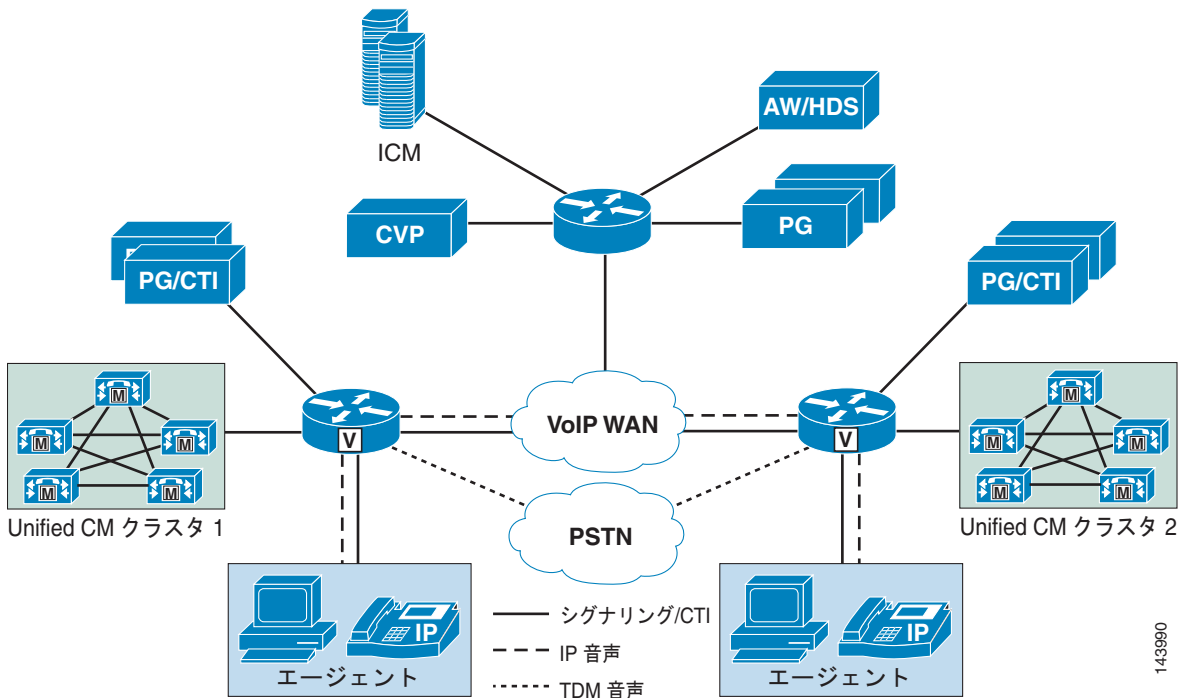 ICM
AW/HDS
CVP
PG
PG/CTI
PG/CTI
M
M
M
M
M
V
VoIP WAN
V
M
M
M
M
M
Unified CM クラスタ 1
PSTN
Unified CM クラスタ 2
IP
エージェント
シグナリング/CTI
IP 音声
TDM 音声
IP
エージェント
143990